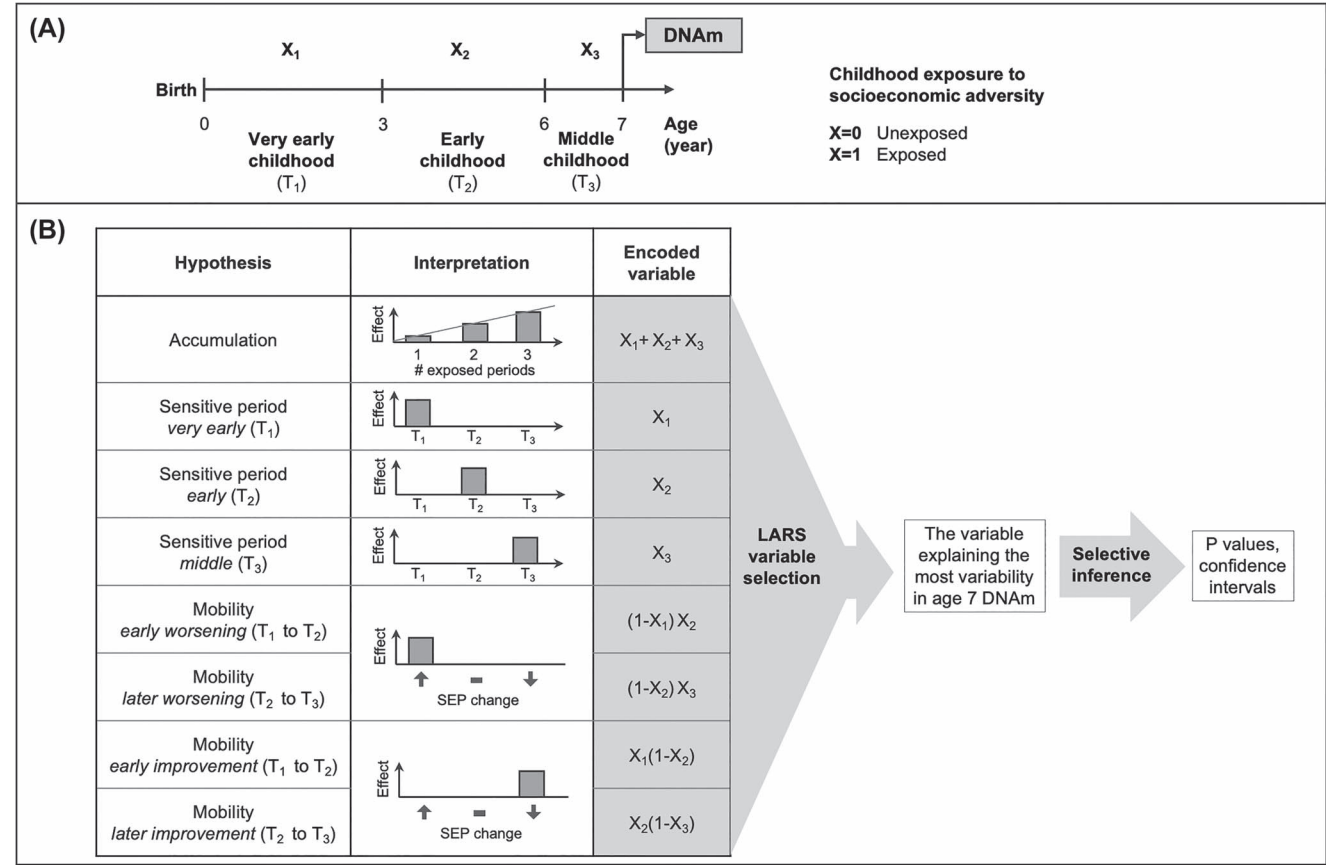 (A)
DNAm
X₁
X₂
X₃
Birth
0
3
6
7
Age
(year)
Very early
childhood
(T₁)
Early
childhood
(T₂)
Middle
childhood
(T₃)
Childhood exposure to
socioeconomic adversity
X=0 Unexposed
X=1 Exposed
(B)
Hypothesis
Interpretation
Encoded
variable
Accumulation
Effect
1 2 3
# exposed periods
X₁+ X₂+ X₃
Sensitive period
very early (T₁)
Effect
T₁ T₂ T₃
X₁
Sensitive period
early (T₂)
Effect
T₁ T₂ T₃
X₂
Sensitive period
middle (T₃)
Effect
T₁ T₂ T₃
X₃
Mobility
early worsening (T₁ to T₂)
Effect
SEP change
(1-X₁) X₂
Mobility
later worsening (T₂ to T₃)
(1-X₂) X₃
Mobility
early improvement (T₁ to T₂)
Effect
SEP change
X₁(1-X₂)
Mobility
later improvement (T₂ to T₃)
X₂(1-X₃)
LARS
variable
selection
The variable
explaining the
most variability
in age 7 DNAm
Selective
inference
P values,
confidence
intervals